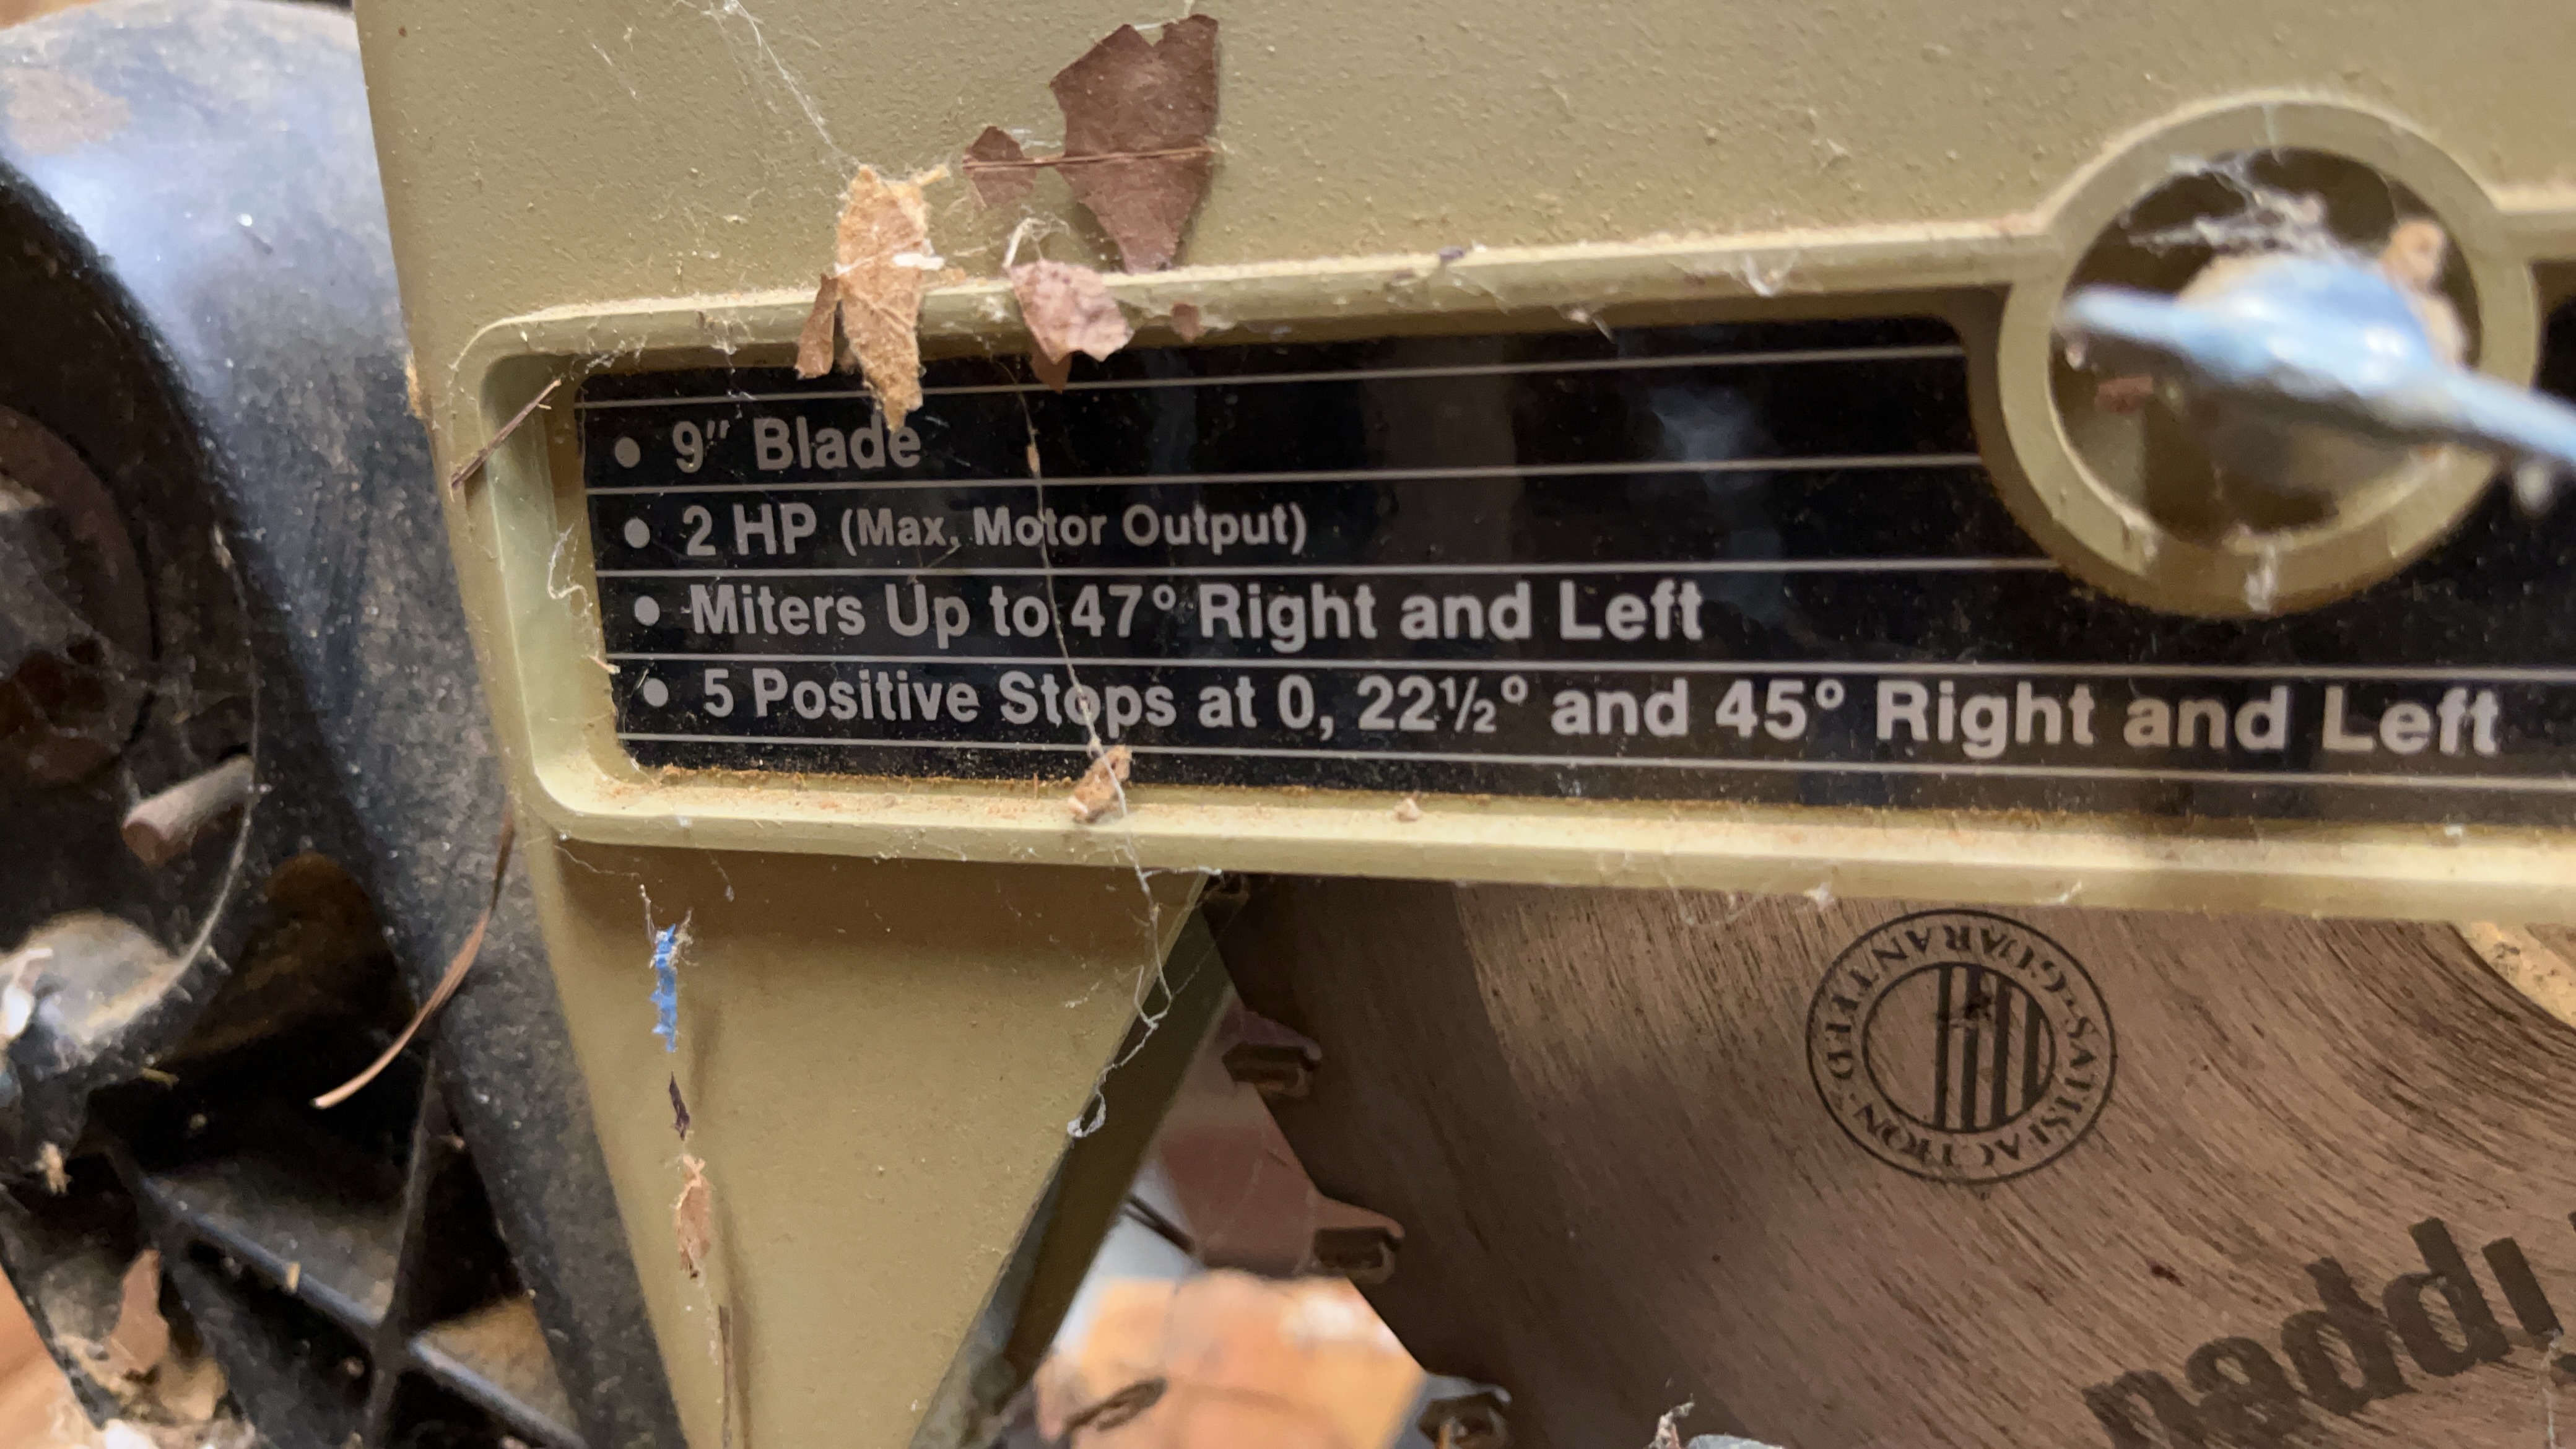 • 9" Blade
• 2 HP (Max. Motor Output)
• Miters Up to 47° Right and Left
• 5 Positive Stops at 0, 22½° and 45° Right and Left
SATISFACTION GUARANTEED